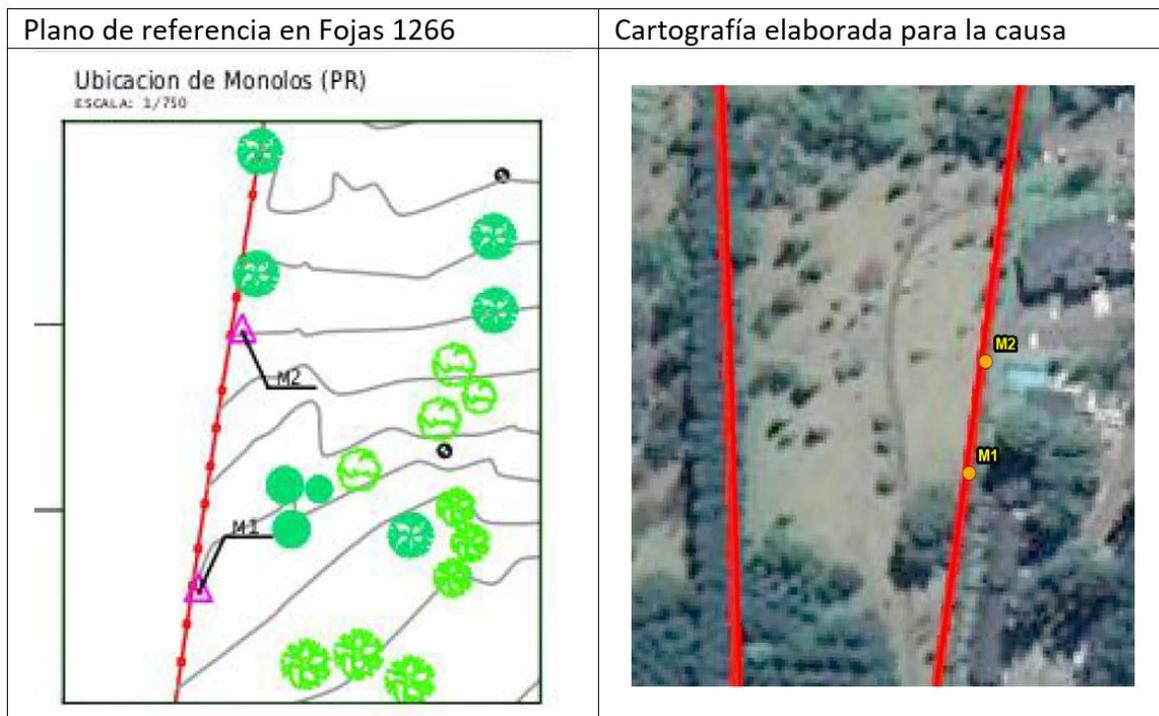 Plano de referencia en Fojas 1266
Cartografía elaborada para la causa
Ubicacion de Monolos (PR)
ESCALA: 1/750
M2
M1
M2
M1